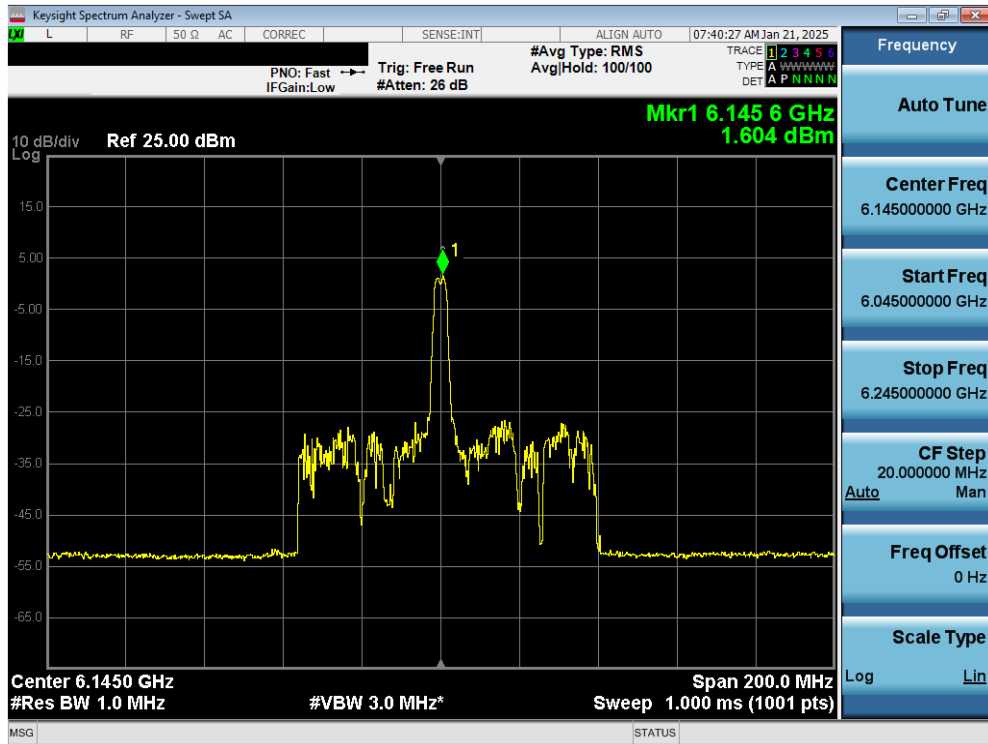 Keysight Spectrum Analyzer - Swept SA
LXI L RF 50 Ω AC CORREC SENSE:INT ALIGN AUTO 07:40:27 AM Jan 21, 2025
PNO: Fast
IFGain:Low
Trig: Free Run
#Atten: 26 dB
#Avg Type: RMS
Avg|Hold: 100/100
TRACE 1 2 3 4 5 6
TYPE A WWWWW
DET A P N N N N
Mkr1 6.145 6 GHz
1.604 dBm
10 dB/div Ref 25.00 dBm
Log
15.0
5.00
-5.00
-15.0
-25.0
-35.0
-45.0
-55.0
-65.0
1
Center 6.1450 GHz Span 200.0 MHz
#Res BW 1.0 MHz #VBW 3.0 MHz* Sweep 1.000 ms (1001 pts)
MSG STATUS
Frequency
Auto Tune
Center Freq
6.145000000 GHz
Start Freq
6.045000000 GHz
Stop Freq
6.245000000 GHz
CF Step
20.000000 MHz
Auto Man
Freq Offset
0 Hz
Scale Type
Log Lin